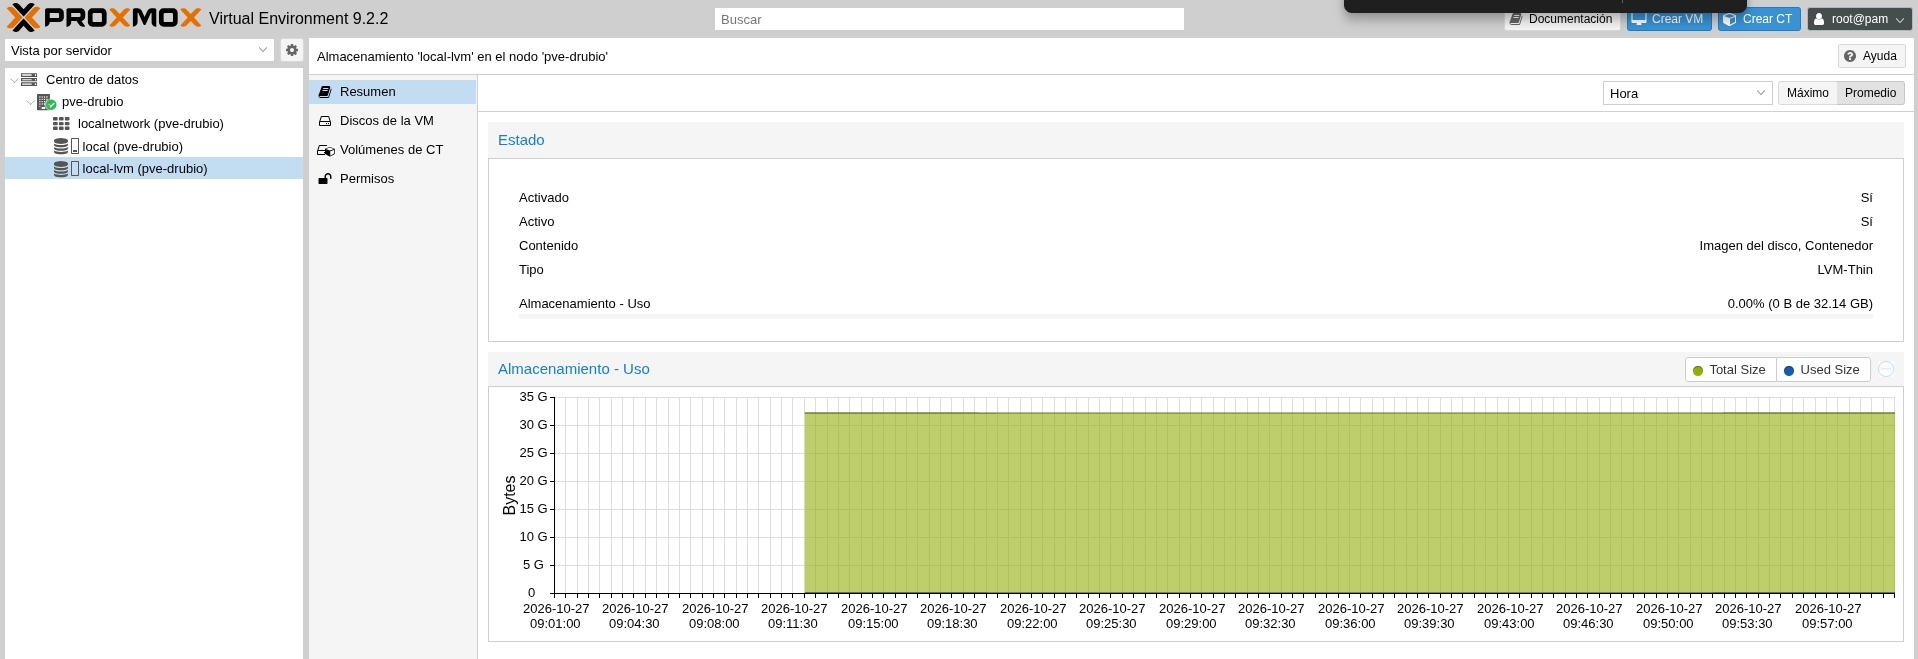 PROXMOX Virtual Environment 9.2.2
Buscar
Documentación
Crear VM
Crear CT
root@pam
Vista por servidor
Centro de datos
pve-drubio
localnetwork (pve-drubio)
local (pve-drubio)
local-lvm (pve-drubio)
Almacenamiento 'local-lvm' en el nodo 'pve-drubio'
Ayuda
Resumen
Discos de la VM
Volúmenes de CT
Permisos
Hora
Máximo
Promedio
Estado
Activado Sí
Activo Sí
Contenido Imagen del disco, Contenedor
Tipo LVM-Thin
Almacenamiento - Uso 0.00% (0 B de 32.14 GB)
Almacenamiento - Uso
Total Size
Used Size
Bytes
35 G
30 G
25 G
20 G
15 G
10 G
5 G
0
2026-10-27 09:01:00
2026-10-27 09:04:30
2026-10-27 09:08:00
2026-10-27 09:11:30
2026-10-27 09:15:00
2026-10-27 09:18:30
2026-10-27 09:22:00
2026-10-27 09:25:30
2026-10-27 09:29:00
2026-10-27 09:32:30
2026-10-27 09:36:00
2026-10-27 09:39:30
2026-10-27 09:43:00
2026-10-27 09:46:30
2026-10-27 09:50:00
2026-10-27 09:53:30
2026-10-27 09:57:00